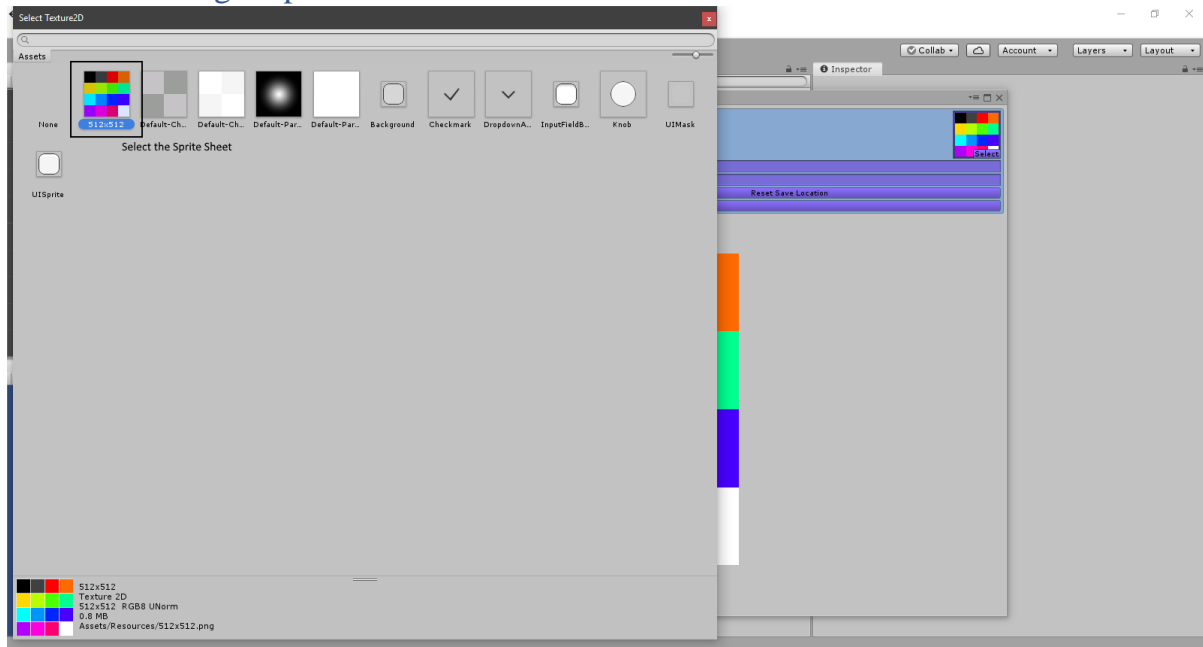 Select Texture2D
x
Collab
Account
Layers
Layout
Assets
Inspector
None
512x512
Default-Ch..
Default-Ch..
Default-Par..
Default-Par..
Background
Checkmark
DropdownA..
InputFieldB..
Knob
UIMask
Select the Sprite Sheet
Select
UISprite
Reset Save Location
512x512
Texture 2D
512x512 RGB8 UNorm
0.8 MB
Assets/Resources/512x512.png